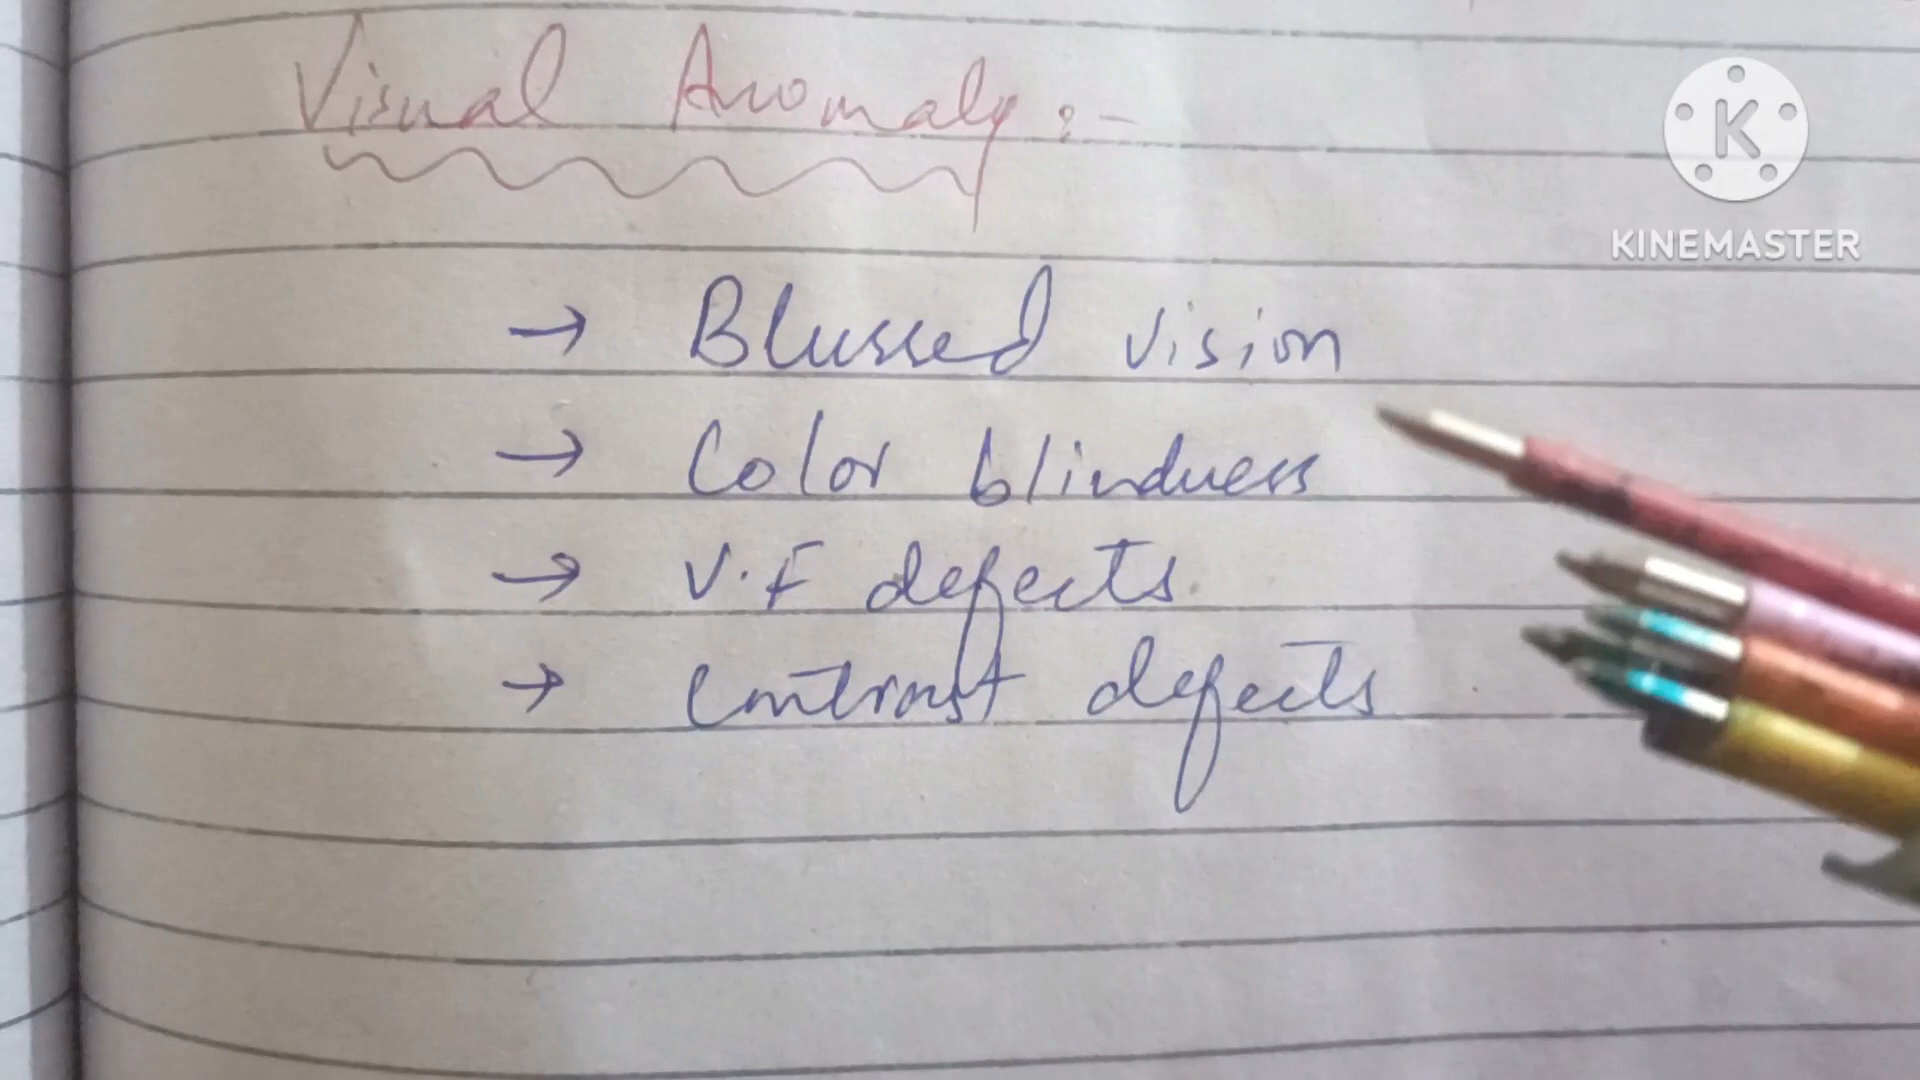 Visual Anomaly :-
→ Blurred vision
→ Color blindness
→ V.F defects
→ Contrast defects
KINEMASTER